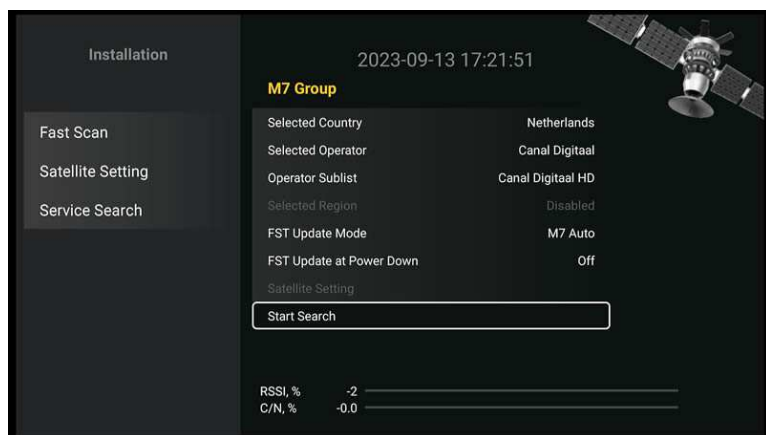 Installation
2023-09-13 17:21:51
M7 Group
Fast Scan
Satellite Setting
Service Search
Selected Country Netherlands
Selected Operator Canal Digitaal
Operator Sublist Canal Digitaal HD
Selected Region Disabled
FST Update Mode M7 Auto
FST Update at Power Down Off
Satellite Setting
Start Search
RSSI, % -2
C/N, % -0.0